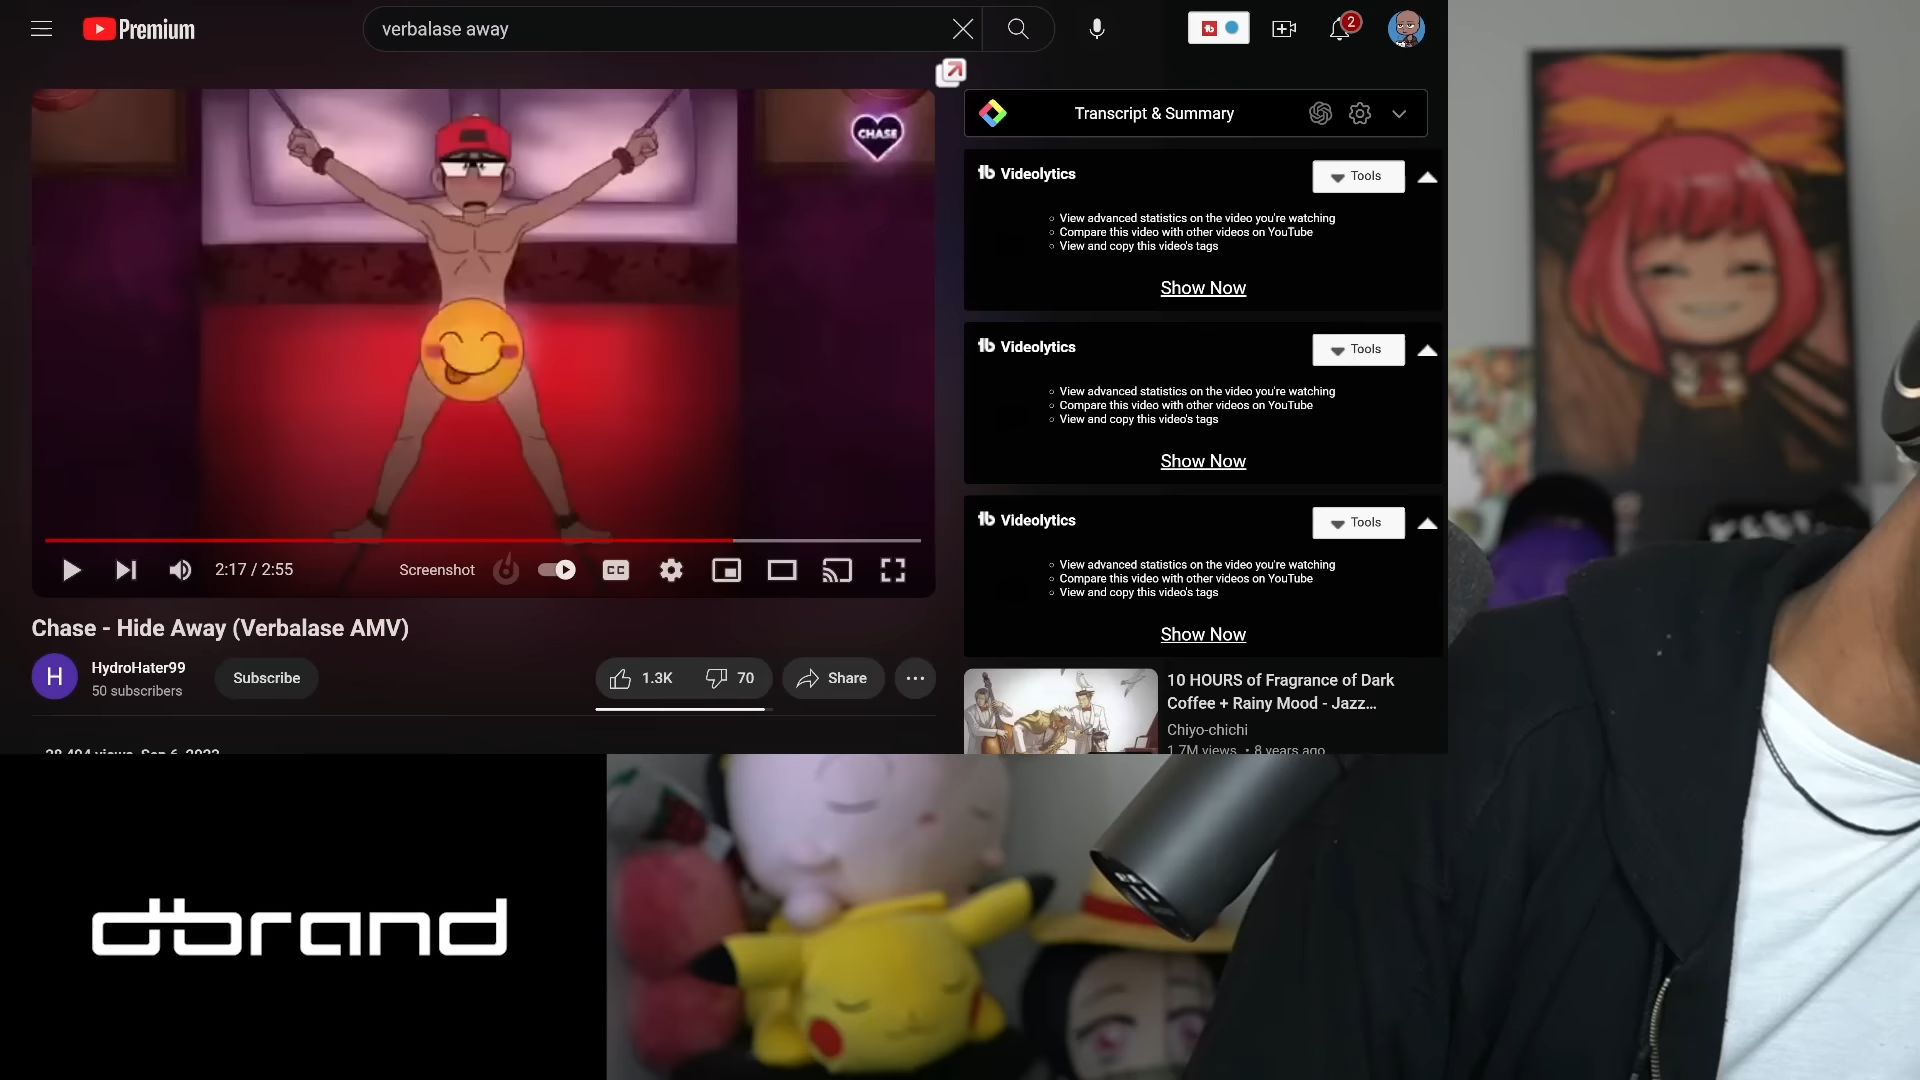 Premium
verbalase away
2
CHASE
Transcript & Summary
Videolytics
Tools
View advanced statistics on the video you're watching
Compare this video with other videos on YouTube
View and copy this video's tags
Show Now
Videolytics
Tools
View advanced statistics on the video you're watching
Compare this video with other videos on YouTube
View and copy this video's tags
Show Now
Videolytics
Tools
View advanced statistics on the video you're watching
Compare this video with other videos on YouTube
View and copy this video's tags
Show Now
2:17 / 2:55
Screenshot
CC
Chase - Hide Away (Verbalase AMV)
H
HydroHater99
50 subscribers
Subscribe
1.3K
70
Share
10 HOURS of Fragrance of Dark
Coffee + Rainy Mood - Jazz...
Chiyo-chichi
1.7M views • 8 years ago
dbrand